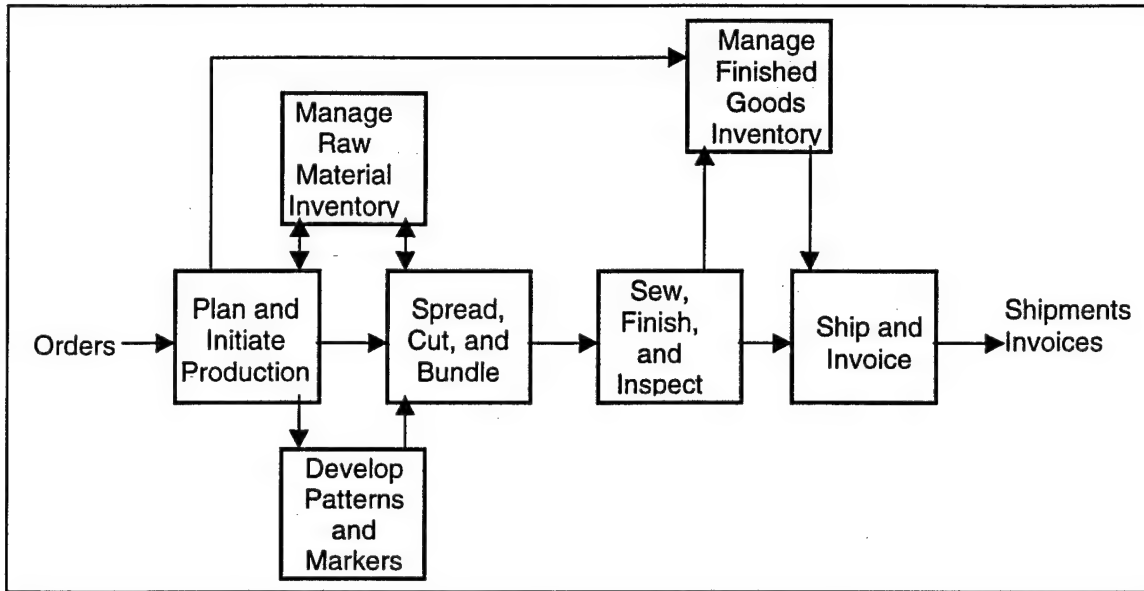 Manage
Finished
Goods
Inventory
Manage
Raw
Material
Inventory
Orders
Plan and
Initiate
Production
Spread,
Cut, and
Bundle
Sew,
Finish,
and
Inspect
Ship and
Invoice
Shipments
Invoices
Develop
Patterns
and
Markers